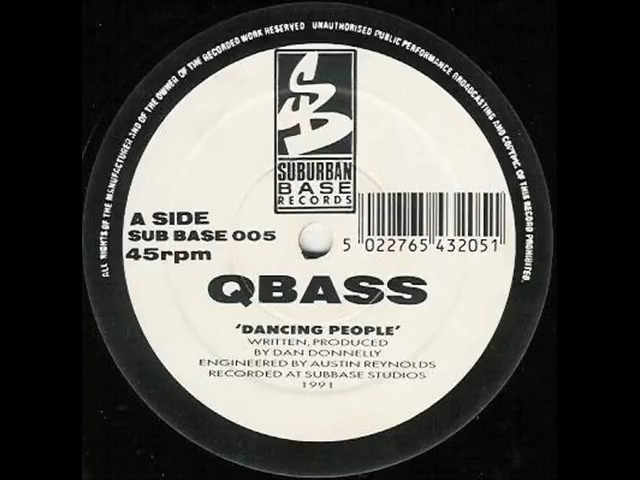 ALL RIGHTS OF THE MANUFACTURER AND OF THE OWNER OF THE RECORDED WORK RESERVED UNAUTHORISED PUBLIC PERFORMANCE BROADCASTING AND COPYING OF THIS RECORD PROHIBITED.
SUBURBAN
BASE
RECORDS
A SIDE
SUB BASE 005
45rpm
5 022765 432051
QBASS
'DANCING PEOPLE'
WRITTEN, PRODUCED
BY DAN DONNELLY
ENGINEERED BY AUSTIN REYNOLDS
RECORDED AT SUBBASE STUDIOS
1991